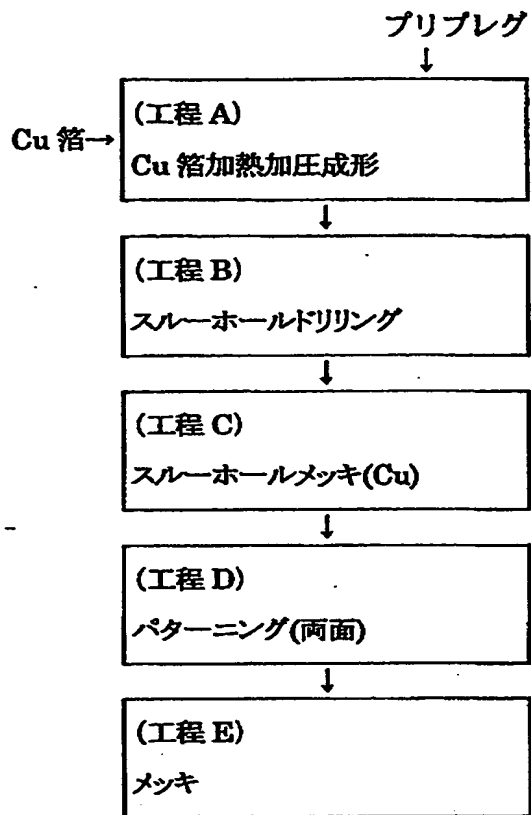 プリプレグ
↓
Cu 箔→
(工程 A)
Cu 箔加熱加圧成形
↓
(工程 B)
スルーホールドリリング
↓
(工程 C)
スルーホールメッキ(Cu)
↓
(工程 D)
パターニング(両面)
↓
(工程 E)
メッキ